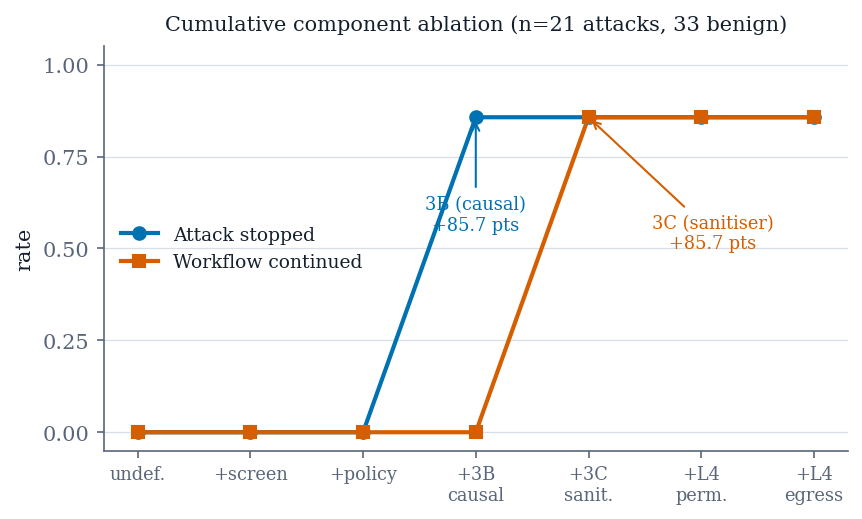 Cumulative component ablation (n=21 attacks, 33 benign)
1.00
0.75
0.50
0.25
0.00
rate
Attack stopped
Workflow continued
3B (causal)
+85.7 pts
3C (sanitiser)
+85.7 pts
undef.
+screen
+policy
+3B
causal
+3C
sanit.
+L4
perm.
+L4
egress